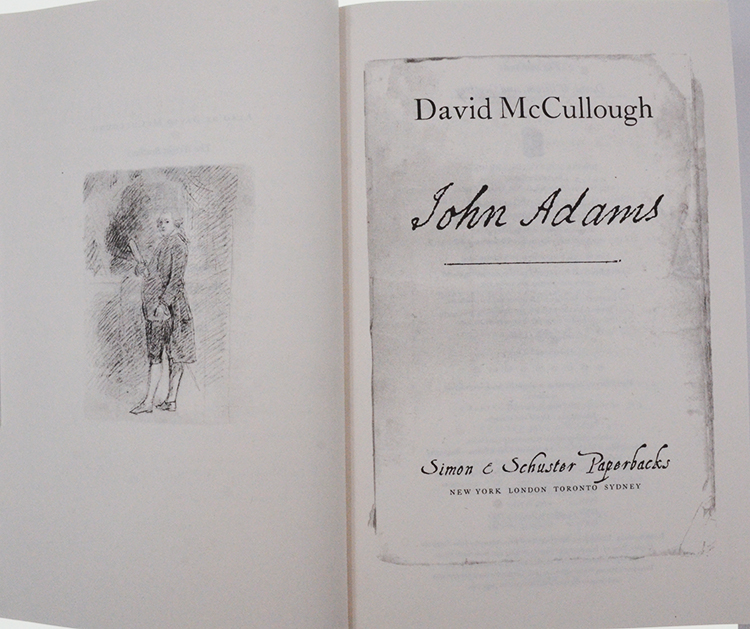 David McCullough
John Adams
Simon & Schuster Paperbacks
NEW YORK LONDON TORONTO SYDNEY